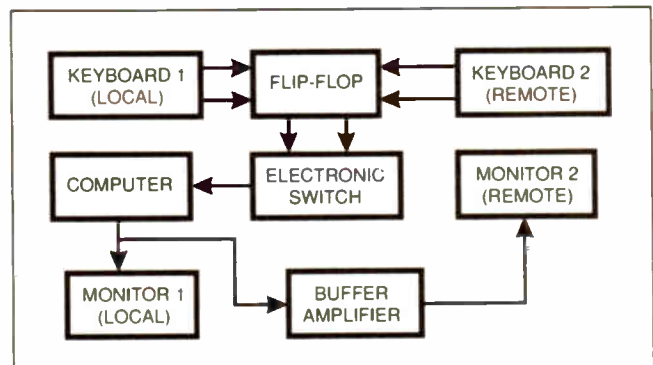 KEYBOARD 1
(LOCAL)
FLIP-FLOP
KEYBOARD 2
(REMOTE)
COMPUTER
ELECTRONIC
SWITCH
MONITOR 2
(REMOTE)
MONITOR 1
(LOCAL)
BUFFER
AMPLIFIER